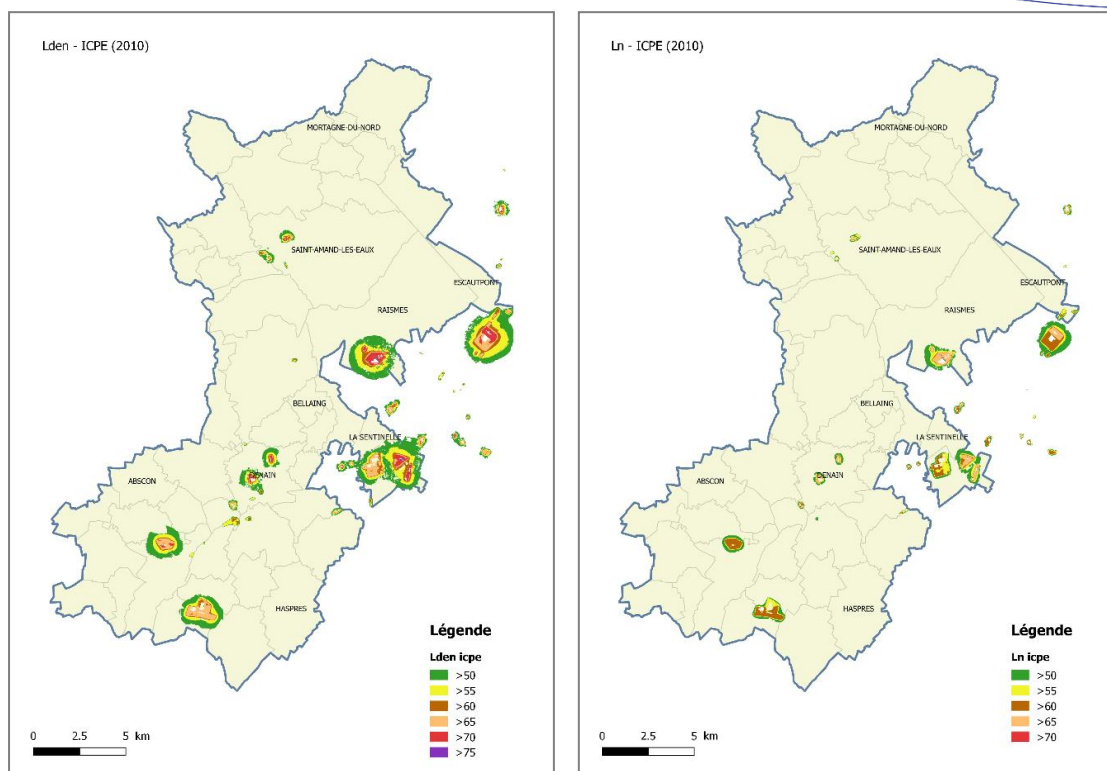 Lden - ICPE (2010)
MORTAGNE-DU-NORD
SAINT-AMAND-LES-EAUX
ESCAUTPONT
RAISMES
BELLAING
LA SENTINELLE
ABSCON
DENAIN
HASPRES
Légende
Lden icpe
>50
>55
>60
>65
>70
>75
0 2.5 5 km
Ln - ICPE (2010)
MORTAGNE-DU-NORD
SAINT-AMAND-LES-EAUX
ESCAUTPONT
RAISMES
BELLAING
LA SENTINELLE
ABSCON
DENAIN
HASPRES
Légende
Ln icpe
>50
>55
>60
>65
>70
0 2.5 5 km